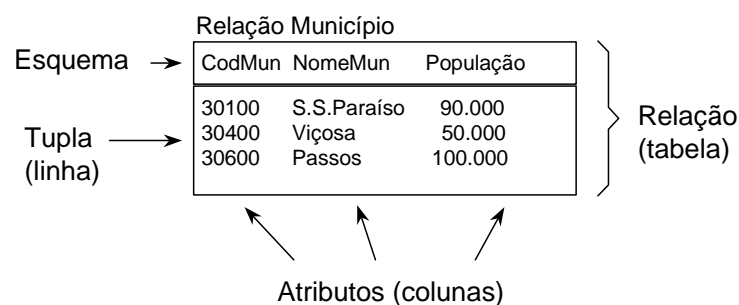 Relação Município
Esquema
CodMun NomeMun População
30100 S.S.Paraíso 90.000
30400 Viçosa 50.000
30600 Passos 100.000
Tupla
(linha)
Relação
(tabela)
Atributos (colunas)